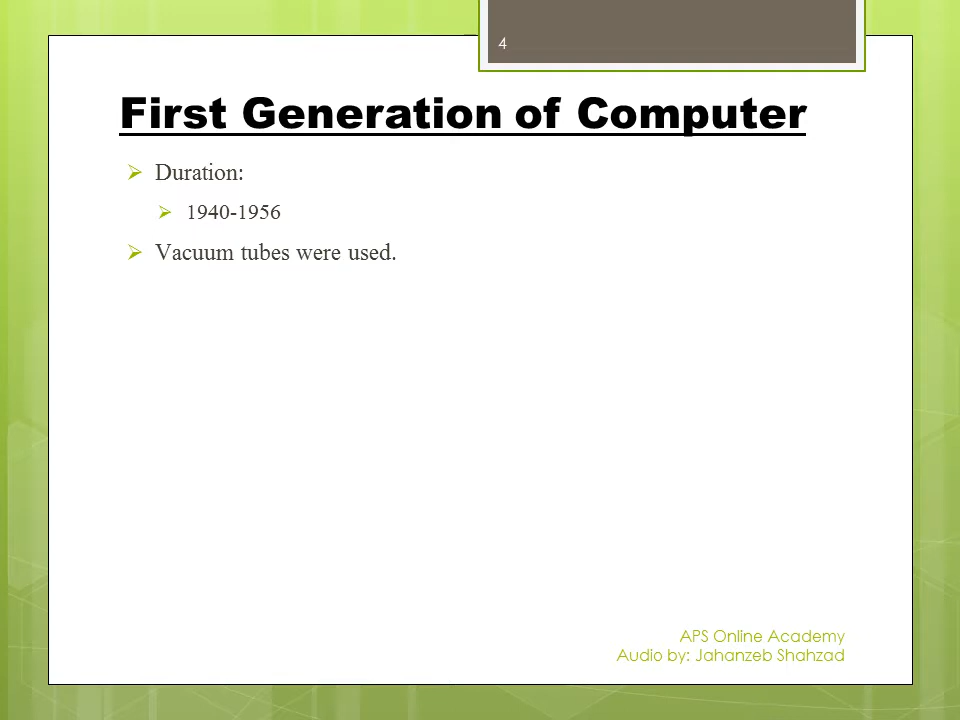 4
First Generation of Computer
Duration:
1940-1956
Vacuum tubes were used.
APS Online Academy
Audio by: Jahanzeb Shahzad